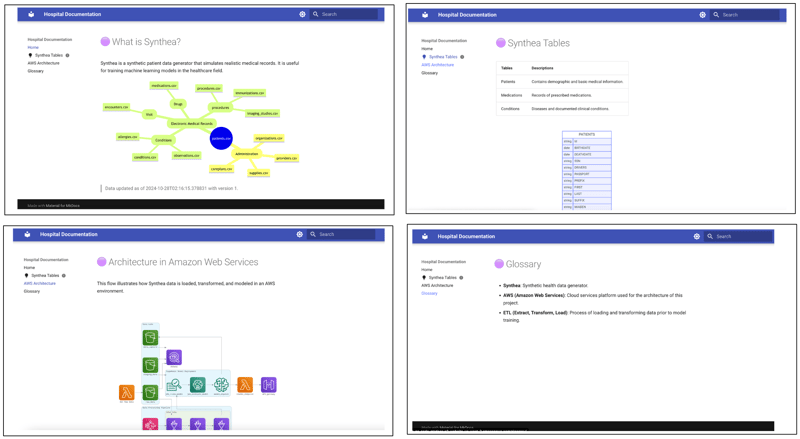 Hospital Documentation
Search
Hospital Documentation
Home
Synthea Tables
AWS Architecture
Glossary
What is Synthea?
Synthea is a synthetic patient data generator that simulates realistic medical records. It is useful
for training machine learning models in the healthcare field.
medications.csv
procedures.csv
immunizations.csv
encounters.csv
Drugs
procedures
imaging_studies.csv
Visit
Electronic Medical Records
allergies.csv
Conditions
patients.csv
organizations.csv
conditions.csv
observations.csv
Administration
providers.csv
complains.csv
supplies.csv
Data updated as of 2024-10-28T02:16:15.378831 with version 1.
Made with Material for MkDocs
Hospital Documentation
Search
Hospital Documentation
Home
Synthea Tables
AWS Architecture
Glossary
Synthea Tables
Tables Descriptions
Patients Contains demographic and basic medical information.
Medications Records of prescribed medications.
Conditions Diseases and documented clinical conditions.
PATIENTS
string Id
date BIRTHDATE
date DEATHDATE
string SSN
string DRIVERS
string PASSPORT
string PREFIX
string FIRST
string LAST
string SUFFIX
string MAIDEN
Hospital Documentation
Search
Hospital Documentation
Home
Synthea Tables
AWS Architecture
Glossary
Architecture in Amazon Web Services
This flow illustrates how Synthea data is loaded, transformed, and modeled in an AWS
environment.
Hospital Documentation
Search
Hospital Documentation
Home
Synthea Tables
AWS Architecture
Glossary
Glossary
Synthea: Synthetic health data generator.
AWS (Amazon Web Services): Cloud services platform used for the architecture of this
project.
ETL (Extract, Transform, Load): Process of loading and transforming data prior to model
training.